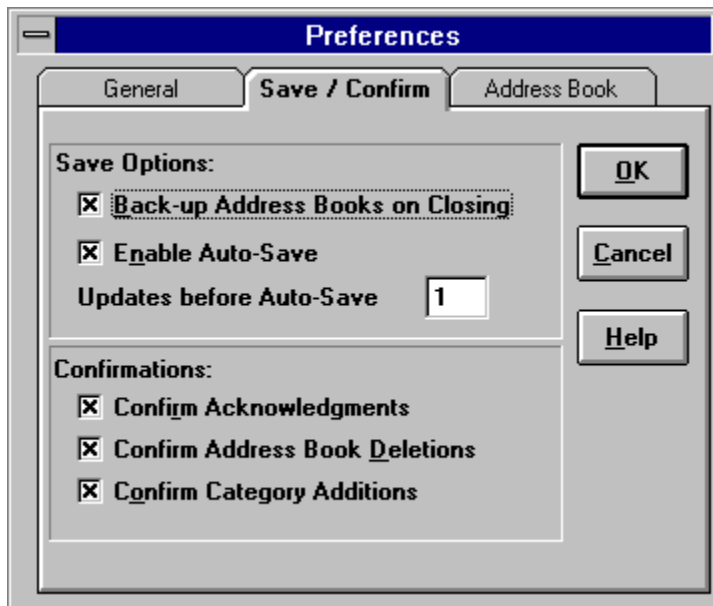 Preferences
General Save / Confirm Address Book
Save Options:
Back-up Address Books on Closing
Enable Auto-Save
Updates before Auto-Save 1
OK
Cancel
Help
Confirmations:
Confirm Acknowledgments
Confirm Address Book Deletions
Confirm Category Additions